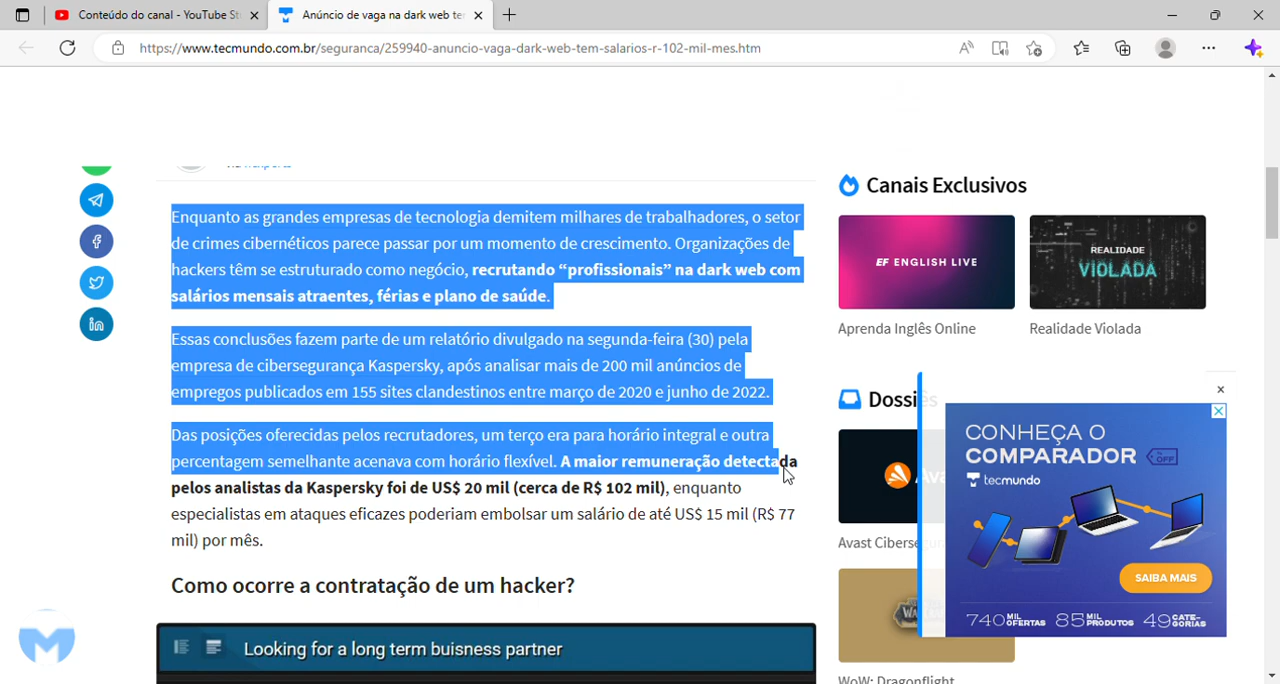 Conteúdo do canal - YouTube St
Anúncio de vaga na dark web te
https://www.tecmundo.com.br/seguranca/259940-anuncio-vaga-dark-web-tem-salarios-r-102-mil-mes.htm
Enquanto as grandes empresas de tecnologia demitem milhares de trabalhadores, o setor
de crimes cibernéticos parece passar por um momento de crescimento. Organizações de
hackers têm se estruturado como negócio, recrutando “profissionais” na dark web com
salários mensais atraentes, férias e plano de saúde.
Essas conclusões fazem parte de um relatório divulgado na segunda-feira (30) pela
empresa de cibersegurança Kaspersky, após analisar mais de 200 mil anúncios de
empregos publicados em 155 sites clandestinos entre março de 2020 e junho de 2022.
Das posições oferecidas pelos recrutadores, um terço era para horário integral e outra
percentagem semelhante acenava com horário flexível. A maior remuneração detectada
pelos analistas da Kaspersky foi de US$ 20 mil (cerca de R$ 102 mil), enquanto
especialistas em ataques eficazes poderiam embolsar um salário de até US$ 15 mil (R$ 77
mil) por mês.
Como ocorre a contratação de um hacker?
Looking for a long term buisness partner
Canais Exclusivos
EF ENGLISH LIVE
REALIDADE
VIOLADA
Aprenda Inglês Online
Realidade Violada
Dossiês
Avast
CONHEÇA O
COMPARADOR
% OFF
tecmundo
SAIBA MAIS
740 MIL OFERTAS 85 MIL PRODUTOS 49 CATE-GORIAS
WoW: Dragonflight